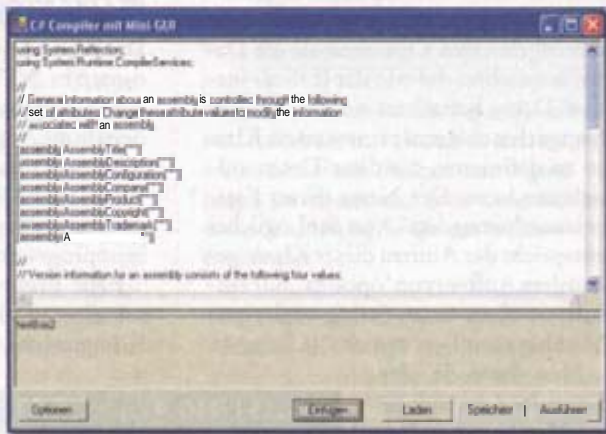 C# Compiler mit Mini GUI
using System.Reflection;
using System.Runtime.CompilerServices;
//
// General Information about an assembly is controlled through the following
// set of attributes. Change these attribute values to modify the information
// associated with an assembly.
//
[assembly: AssemblyTitle("")]
[assembly: AssemblyDescription("")]
[assembly: AssemblyConfiguration("")]
[assembly: AssemblyCompany("")]
[assembly: AssemblyProduct("")]
[assembly: AssemblyCopyright("")]
[assembly: AssemblyTrademark("")]
[assembly: A "")]
//
// Version information for an assembly consists of the following four values:
textBox2
Optionen
Einfügen
Laden
Speichern
Ausführen